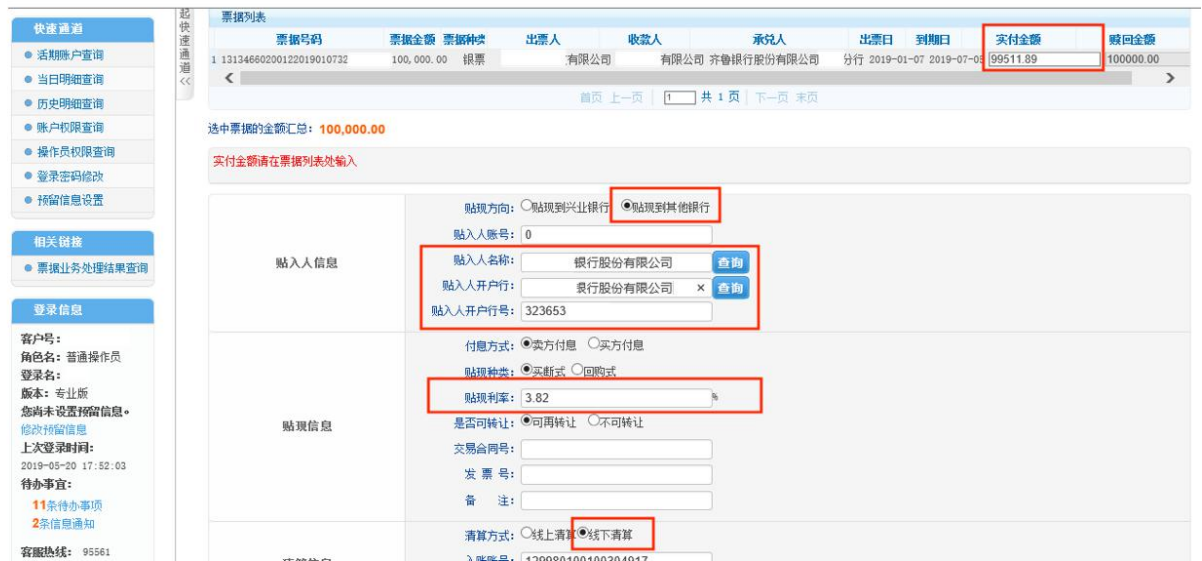 快速通道
活期账户查询
当日明细查询
历史明细查询
账户权限查询
操作员权限查询
登录密码修改
预留信息设置
相关链接
票据业务处理结果查询
登录信息
客户号：
角色名：普通操作员
登录名：
版本：专业版
您尚未设置预留信息。
修改预留信息
上次登录时间：
2019-05-20 17:52:03
待办事宜：
11条待办事项
2条信息通知
客服热线： 95561
起快速通道 <<
票据列表
票据号码 票据金额 票据种类 出票人 收款人 承兑人 出票日 到期日 实付金额 赎回金额
1 131346602001220190107 32 100,000.00 银票 有限公司 有限公司 齐鲁银行股份有限公司 分行 2019-01-07 2019-07-05 99511.89 100000.00
首页 上一页 1 共 1 页 下一页 末页
选中票据的金额汇总：100,000.00
实付金额请在票据列表处输入
贴入人信息
贴现方向： 贴现到兴业银行 贴现到其他银行
贴入人账号： 0
贴入人名称： 银行股份有限公司 查询
贴入人开户行： 银行股份有限公司 × 查询
贴入人开户行号： 323653
贴现信息
付息方式： 卖方付息 买方付息
贴现种类： 买断式 回购式
贴现利率： 3.82 %
是否可转让： 可再转让 不可转让
交易合同号：
发 票 号：
备 注：
清算方式： 线上清算 线下清算